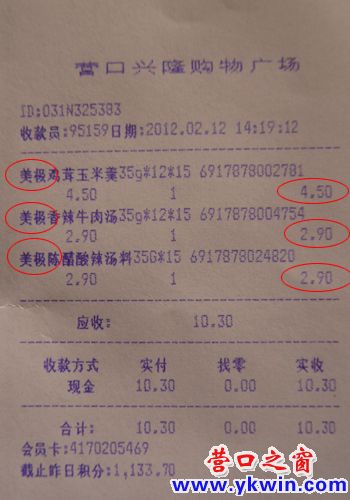 营口兴隆购物广场
ID:031N325383
收款员:95159日期:2012.02.12 14:19:12
美极鸡茸玉米羹35g*12*15 6917878002781
4.50 1 4.50
美极香辣牛肉汤35g*12*15 6917878004754
2.90 1 2.90
美极陈醋酸辣汤料35G*15 6917878024820
2.90 1 2.90
应收: 10.30
收款方式 实付 找零 实收
现金 10.30 0.00 10.30
合计: 10.30 0.00 10.30
会员卡:4170205469
截止昨日积分:1,133.70
营口之窗
www.ykwin.com